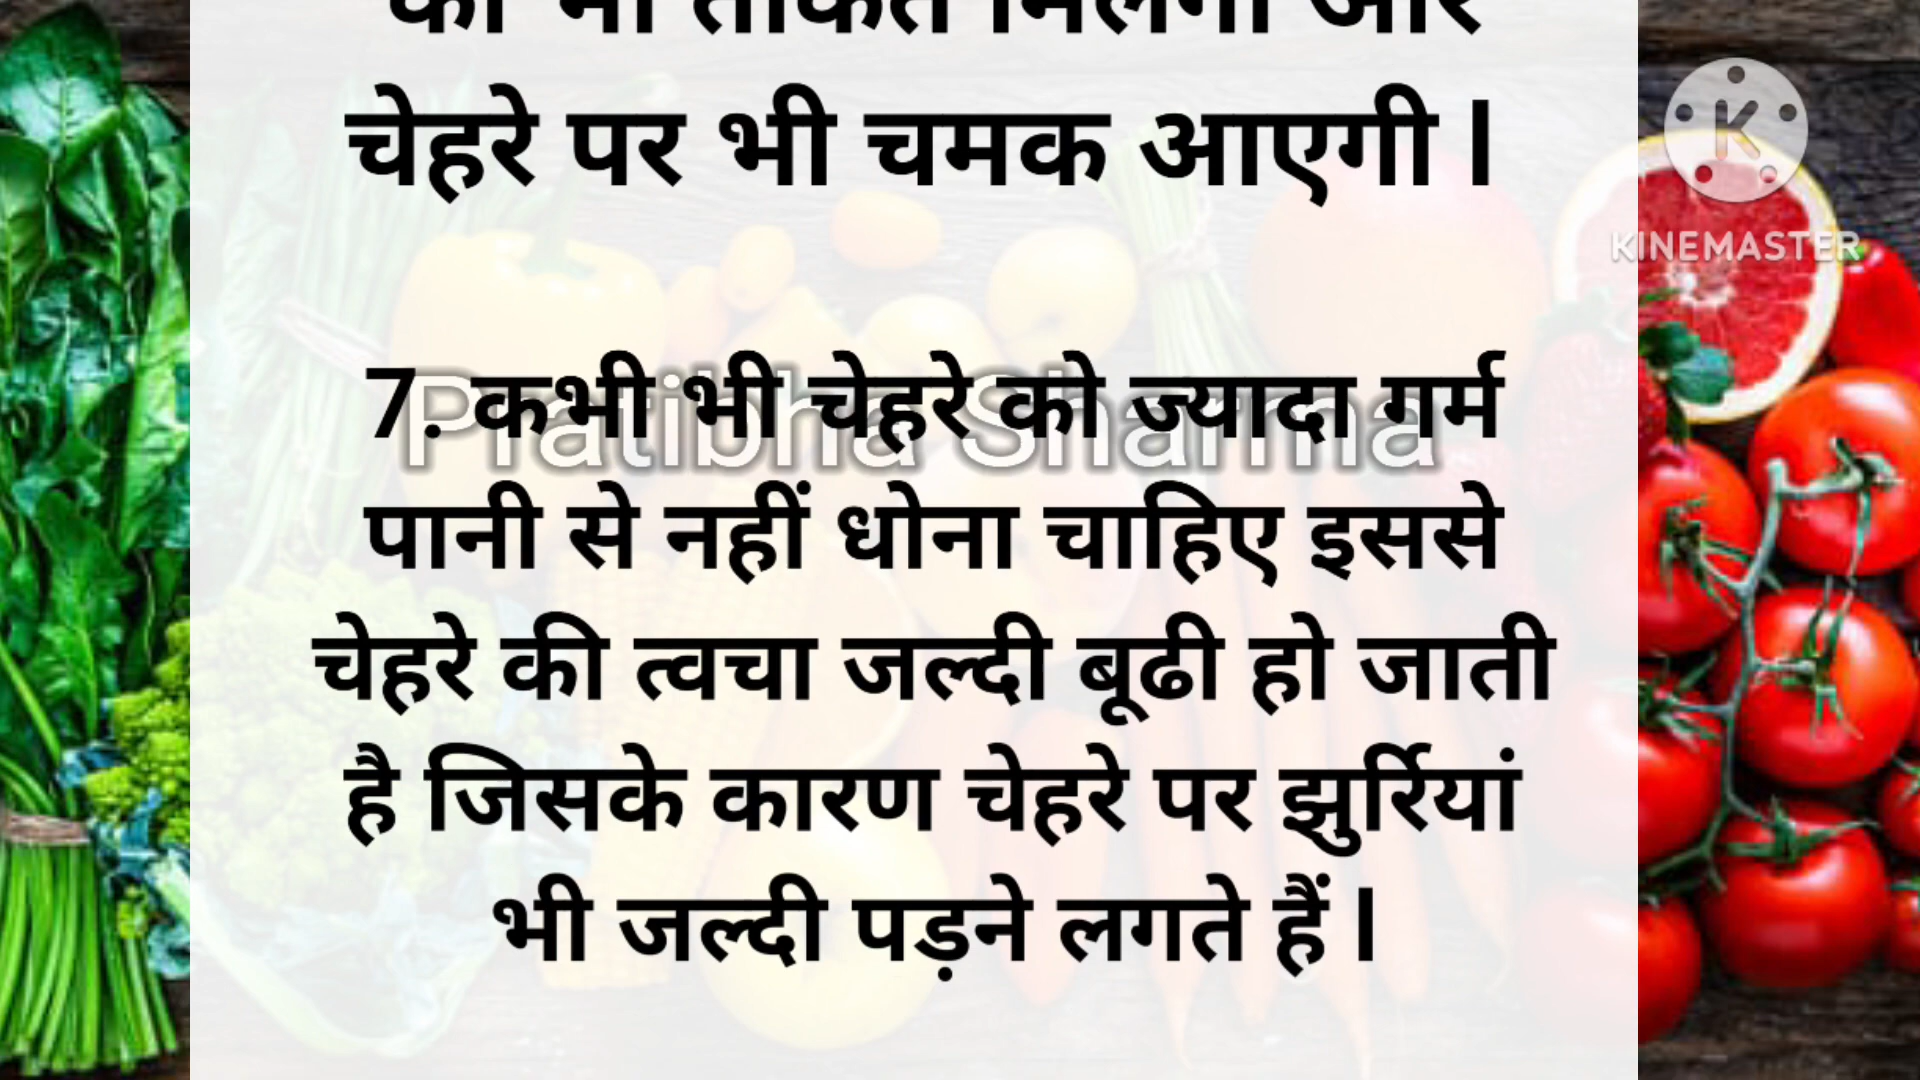 चेहरे पर भी चमक आएगी ।
KINEMASTER
Pratibha Sharma
7. कभी भी चेहरे को ज्यादा गर्म
पानी से नहीं धोना चाहिए इससे
चेहरे की त्वचा जल्दी बूढी हो जाती
है जिसके कारण चेहरे पर झुर्रियां
भी जल्दी पड़ने लगते हैं ।